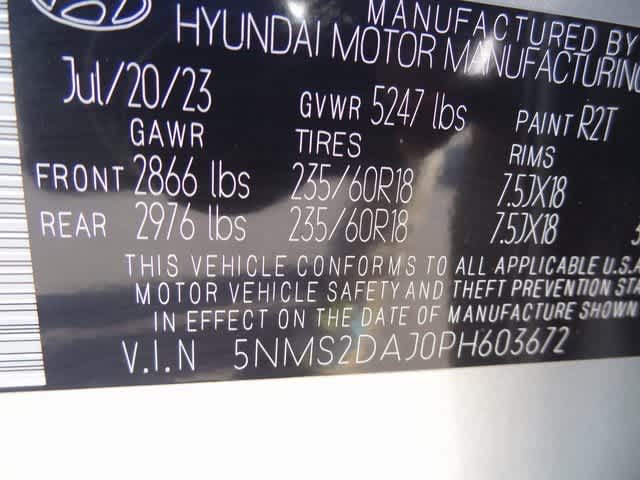 MANUFACTURED BY
HYUNDAI MOTOR MANUFACTURING
Jul/20/23 GVWR 5247 lbs PAINT R2T
GAWR TIRES RIMS
FRONT 2866 lbs 235/60R18 7.5JX18
REAR 2976 lbs 235/60R18 7.5JX18
THIS VEHICLE CONFORMS TO ALL APPLICABLE U.S.A
MOTOR VEHICLE SAFETY AND THEFT PREVENTION STA
IN EFFECT ON THE DATE OF MANUFACTURE SHOWN
V.I.N 5NMS2DAJ0PH603672